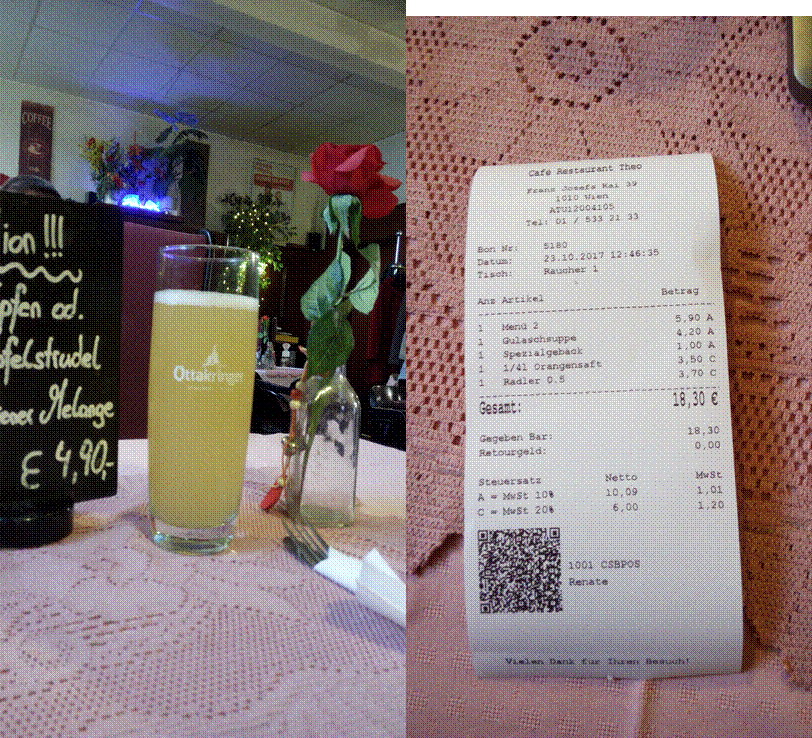 COFFEE
ion !!!
pfen od.
ofelstrudel
ener Melange
€ 4,90,-
Ottakringer
Café Restaurant Theo
Franz Josefs Kai 39
1010 Wien
ATU12004105
Tel: 01 / 533 21 33
Bon Nr: 5180
Datum: 23.10.2017 12:46:35
Tisch: Raucher 1
Anz Artikel Betrag
1 Menü 2 5,90 A
1 Gulaschsuppe 4,20 A
1 Spezialgebäck 1,00 A
1 1/4l Orangensaft 3,50 C
1 Radler 0.5 3,70 C
Gesamt: 18,30 €
Gegeben Bar: 18,30
Retourgeld: 0,00
Steuersatz Netto MwSt
A = MwSt 10% 10,09 1,01
C = MwSt 20% 6,00 1,20
1001 CSBPOS
Renate
Vielen Dank für Ihren Besuch!